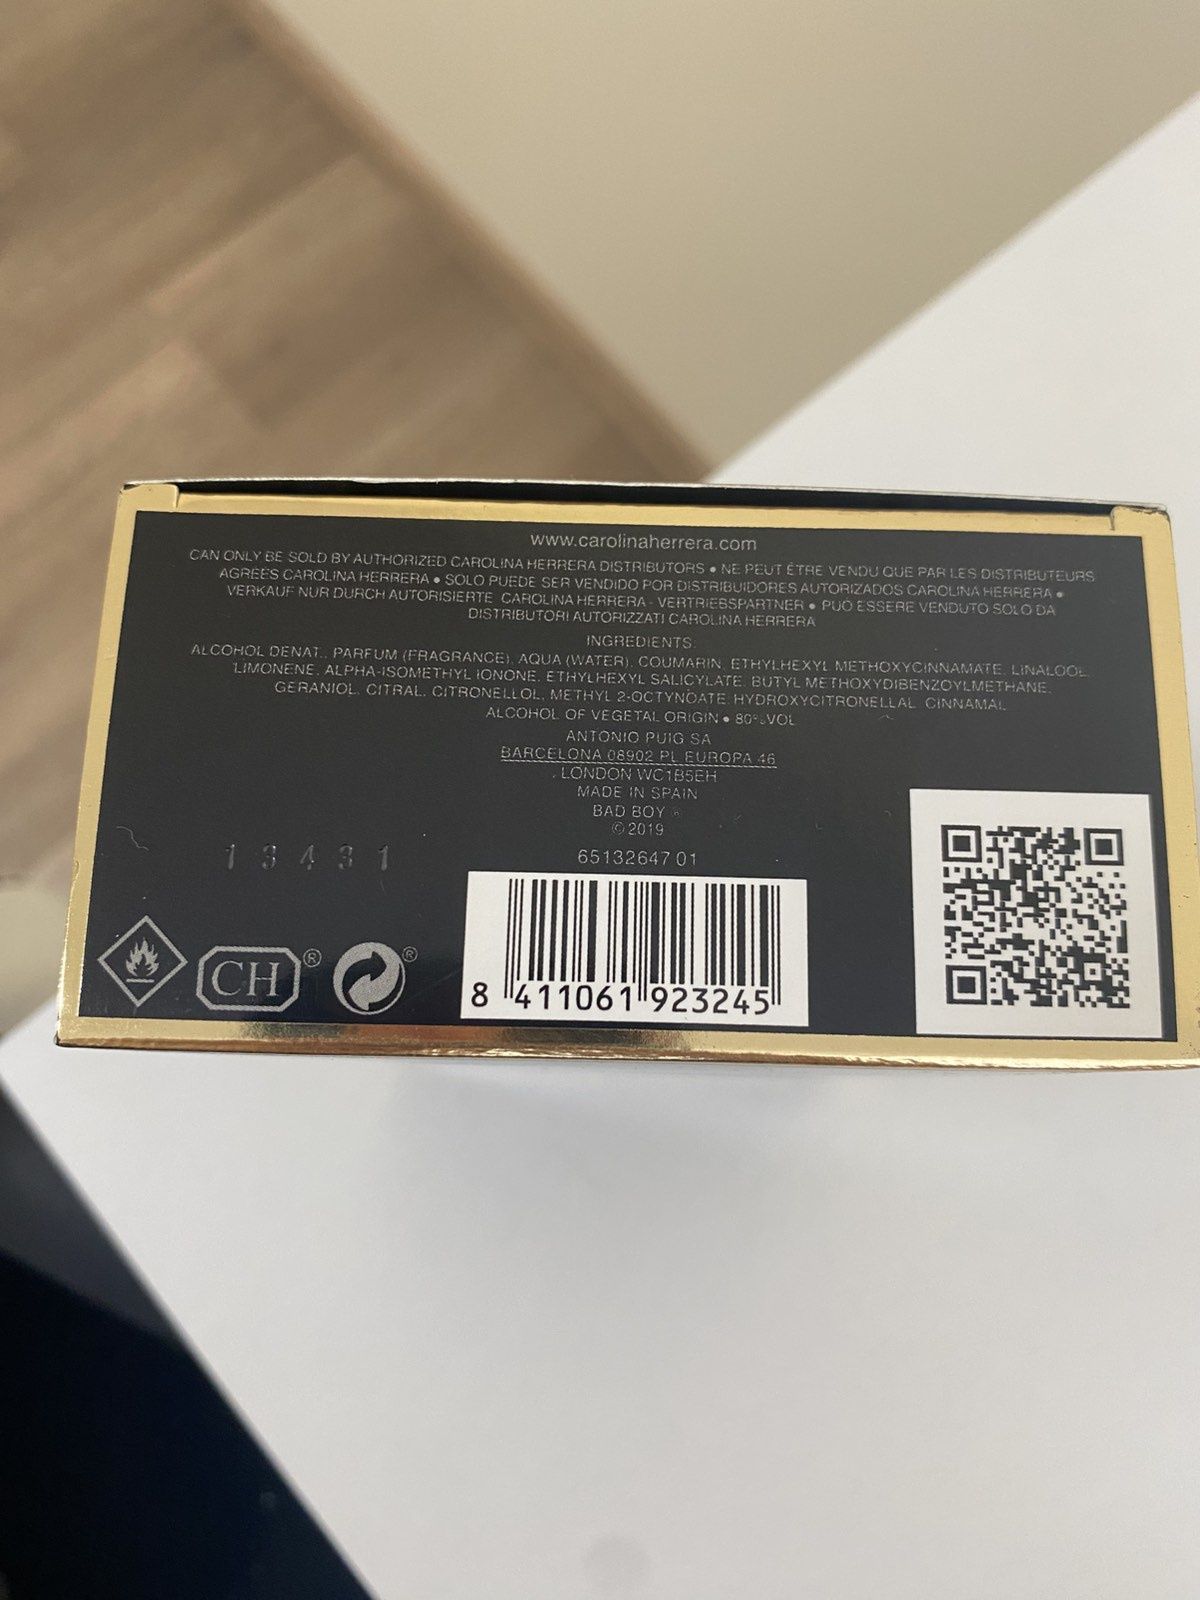 www.carolinaherrera.com
CAN ONLY BE SOLD BY AUTHORIZED CAROLINA HERRERA DISTRIBUTORS • NE PEUT ÊTRE VENDU QUE PAR LES DISTRIBUTEURS
AGRÉES CAROLINA HERRERA • SOLO PUEDE SER VENDIDO POR DISTRIBUIDORES AUTORIZADOS CAROLINA HERRERA •
VERKAUF NUR DURCH AUTORISIERTE CAROLINA HERRERA - VERTRIEBSPARTNER • PUÒ ESSERE VENDUTO SOLO DA
DISTRIBUTORI AUTORIZZATI CAROLINA HERRERA
INGREDIENTS:
ALCOHOL DENAT., PARFUM (FRAGRANCE), AQUA (WATER), COUMARIN, ETHYLHEXYL METHOXYCINNAMATE, LINALOOL,
LIMONENE, ALPHA-ISOMETHYL IONONE, ETHYLHEXYL SALICYLATE, BUTYL METHOXYDIBENZOYLMETHANE,
GERANIOL, CITRAL, CITRONELLOL, METHYL 2-OCTYNOATE, HYDROXYCITRONELLAL, CINNAMAL
ALCOHOL OF VEGETAL ORIGIN • 80%VOL
ANTONIO PUIG SA
BARCELONA 08902 PL EUROPA 46
LONDON WC1B5EH
MADE IN SPAIN
BAD BOY ®
©2019
65132647 01
13431
CH®
®
8 411061 923245